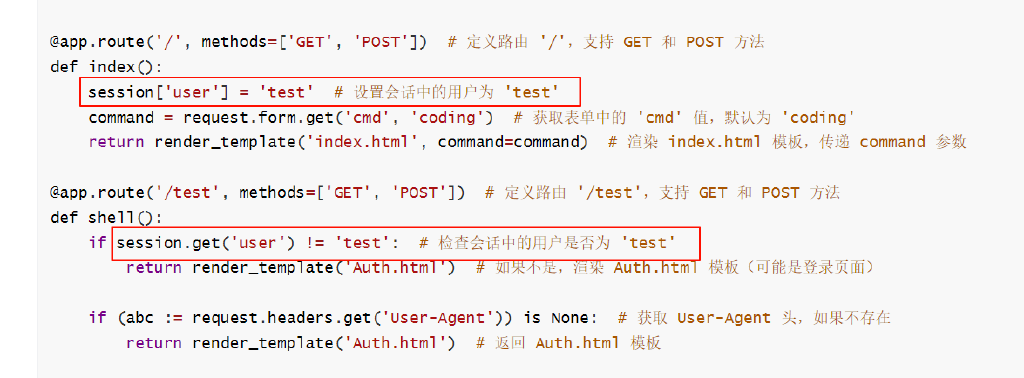 @app.route('/', methods=['GET', 'POST'])  # 定义路由 '/'，支持 GET 和 POST 方法
def index():
    session['user'] = 'test'  # 设置会话中的用户为 'test'
    command = request.form.get('cmd', 'coding')  # 获取表单中的 'cmd' 值，默认为 'coding'
    return render_template('index.html', command=command)  # 渲染 index.html 模板，传递 command 参数

@app.route('/test', methods=['GET', 'POST'])  # 定义路由 '/test'，支持 GET 和 POST 方法
def shell():
    if session.get('user') != 'test':  # 检查会话中的用户是否为 'test'
        return render_template('Auth.html')  # 如果不是，渲染 Auth.html 模板（可能是登录页面）

    if (abc := request.headers.get('User-Agent')) is None:  # 获取 User-Agent 头，如果不存在
        return render_template('Auth.html')  # 返回 Auth.html 模板